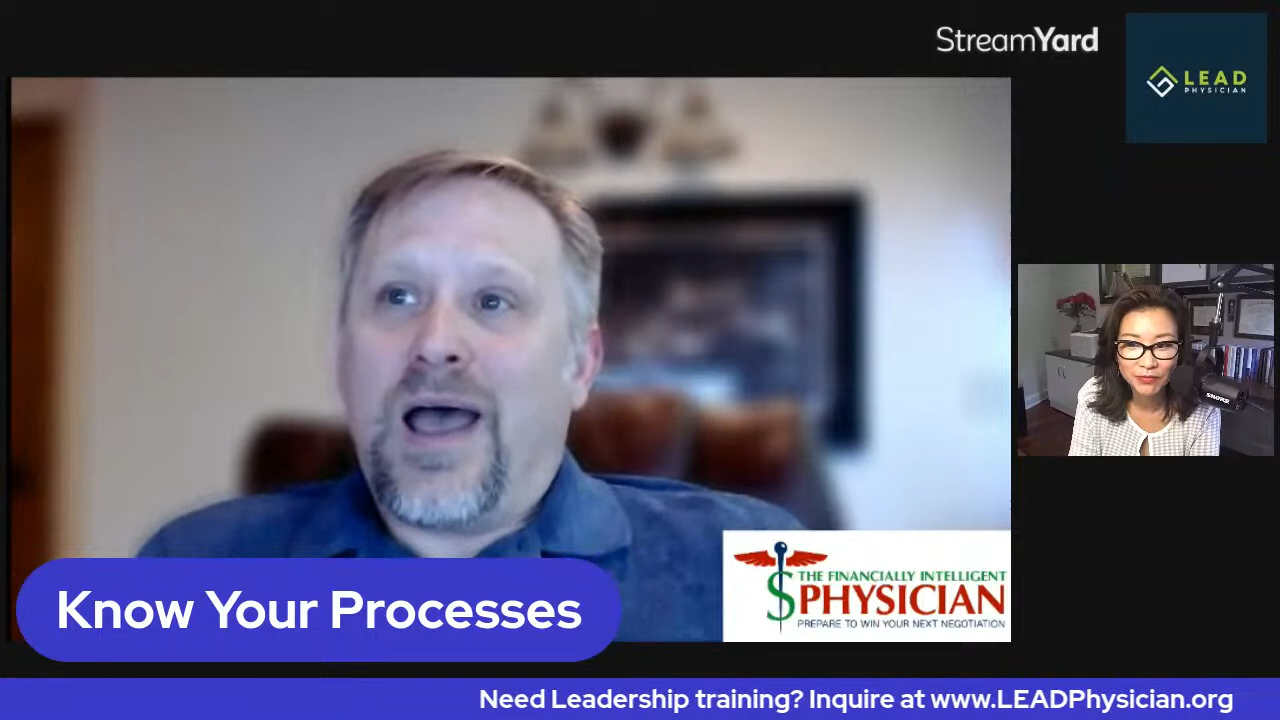 StreamYard
LEAD
PHYSICIAN
SHURE
THE FINANCIALLY INTELLIGENT
$PHYSICIAN
PREPARE TO WIN YOUR NEXT NEGOTIATION
Know Your Processes
Need Leadership training? Inquire at www.LEADPhysician.org